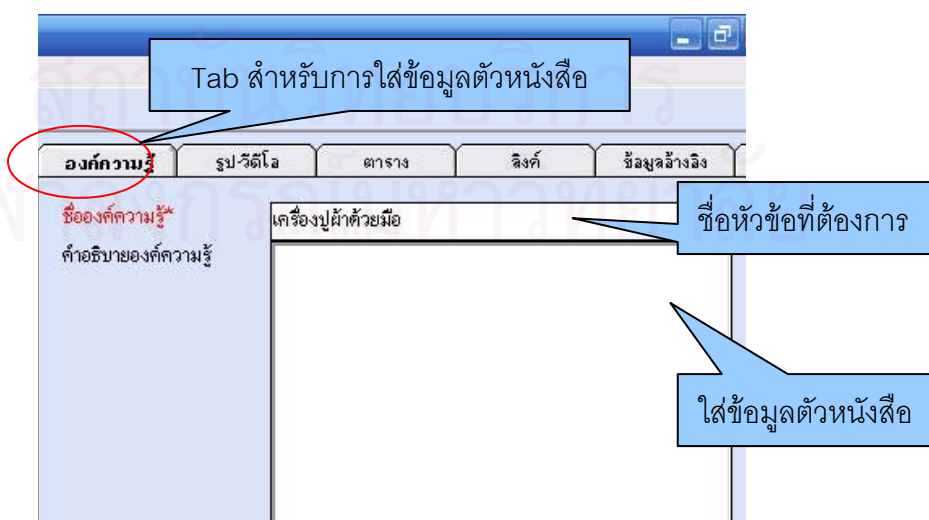 Tab สำหรับการใส่ข้อมูลตัวหนังสือ
องค์ความรู้ รูป-วีดีโอ ตาราง ลิงค์ ข้อมูลอ้างอิง
ชื่อองค์ความรู้* เครื่องปูผ้าด้วยมือ ชื่อหัวข้อที่ต้องการ
คำอธิบายองค์ความรู้
ใส่ข้อมูลตัวหนังสือ